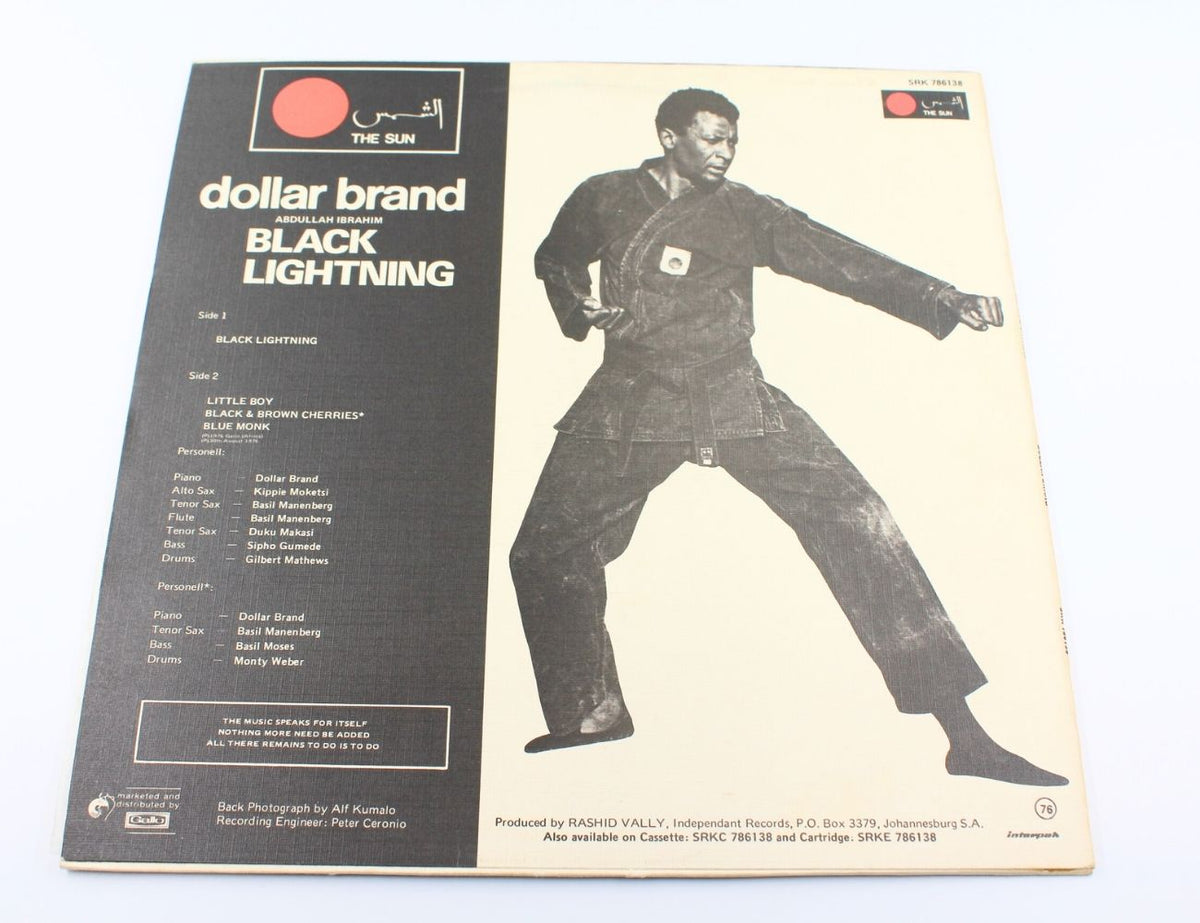 الشمس
THE SUN
dollar brand
ABDULLAH IBRAHIM
BLACK
LIGHTNING
Side 1
BLACK LIGHTNING
Side 2
LITTLE BOY
BLACK & BROWN CHERRIES*
BLUE MONK
(P)1976 Gallo (Africa)
Personell:
Piano — Dollar Brand
Alto Sax — Kippie Moketsi
Tenor Sax — Basil Manenberg
Flute — Basil Manenberg
Tenor Sax — Duku Makasi
Bass — Sipho Gumede
Drums — Gilbert Mathews
Personell*:
Piano — Dollar Brand
Tenor Sax — Basil Manenberg
Bass — Basil Moses
Drums — Monty Weber
THE MUSIC SPEAKS FOR ITSELF
NOTHING MORE NEED BE ADDED
ALL THERE REMAINS TO DO IS TO DO
marketed and
distributed by
Gallo
Back Photograph by Alf Kumalo
Recording Engineer: Peter Ceronio
SRK 786138
الشمس
THE SUN
Produced by RASHID VALLY, Independant Records, P.O. Box 3379, Johannesburg S.A.
Also available on Cassette: SRKC 786138 and Cartridge: SRKE 786138
76
interpak